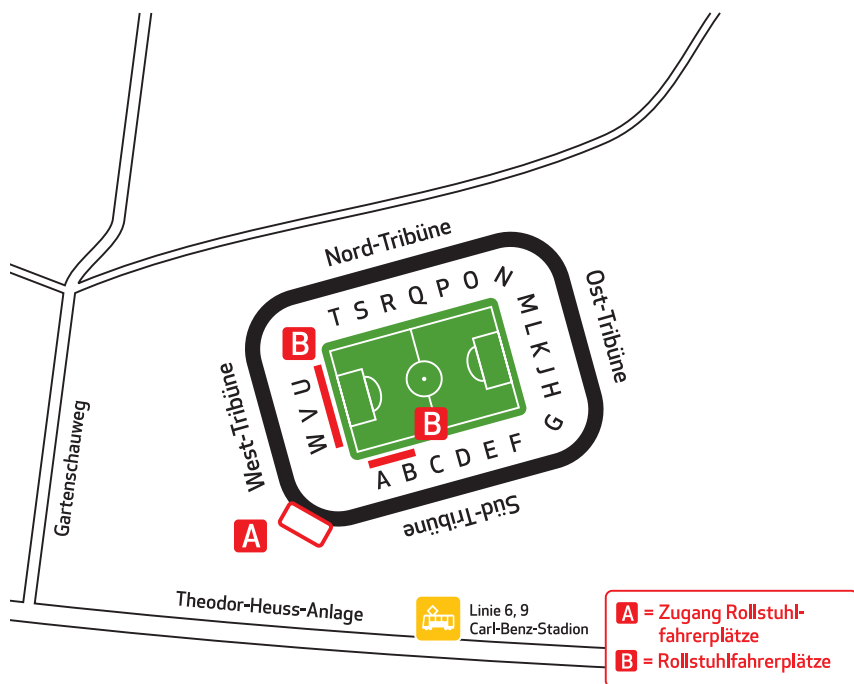 Nord-Tribüne
Ost-Tribüne
T S R Q P O N
M L K J H G
B
West-Tribüne
U V W
B
A B C D E F
Süd-Tribüne
Gartenschauweg
A
Theodor-Heuss-Anlage
Linie 6, 9
Carl-Benz-Stadion
A = Zugang Rollstuhl-
fahrerplätze
B = Rollstuhlfahrerplätze